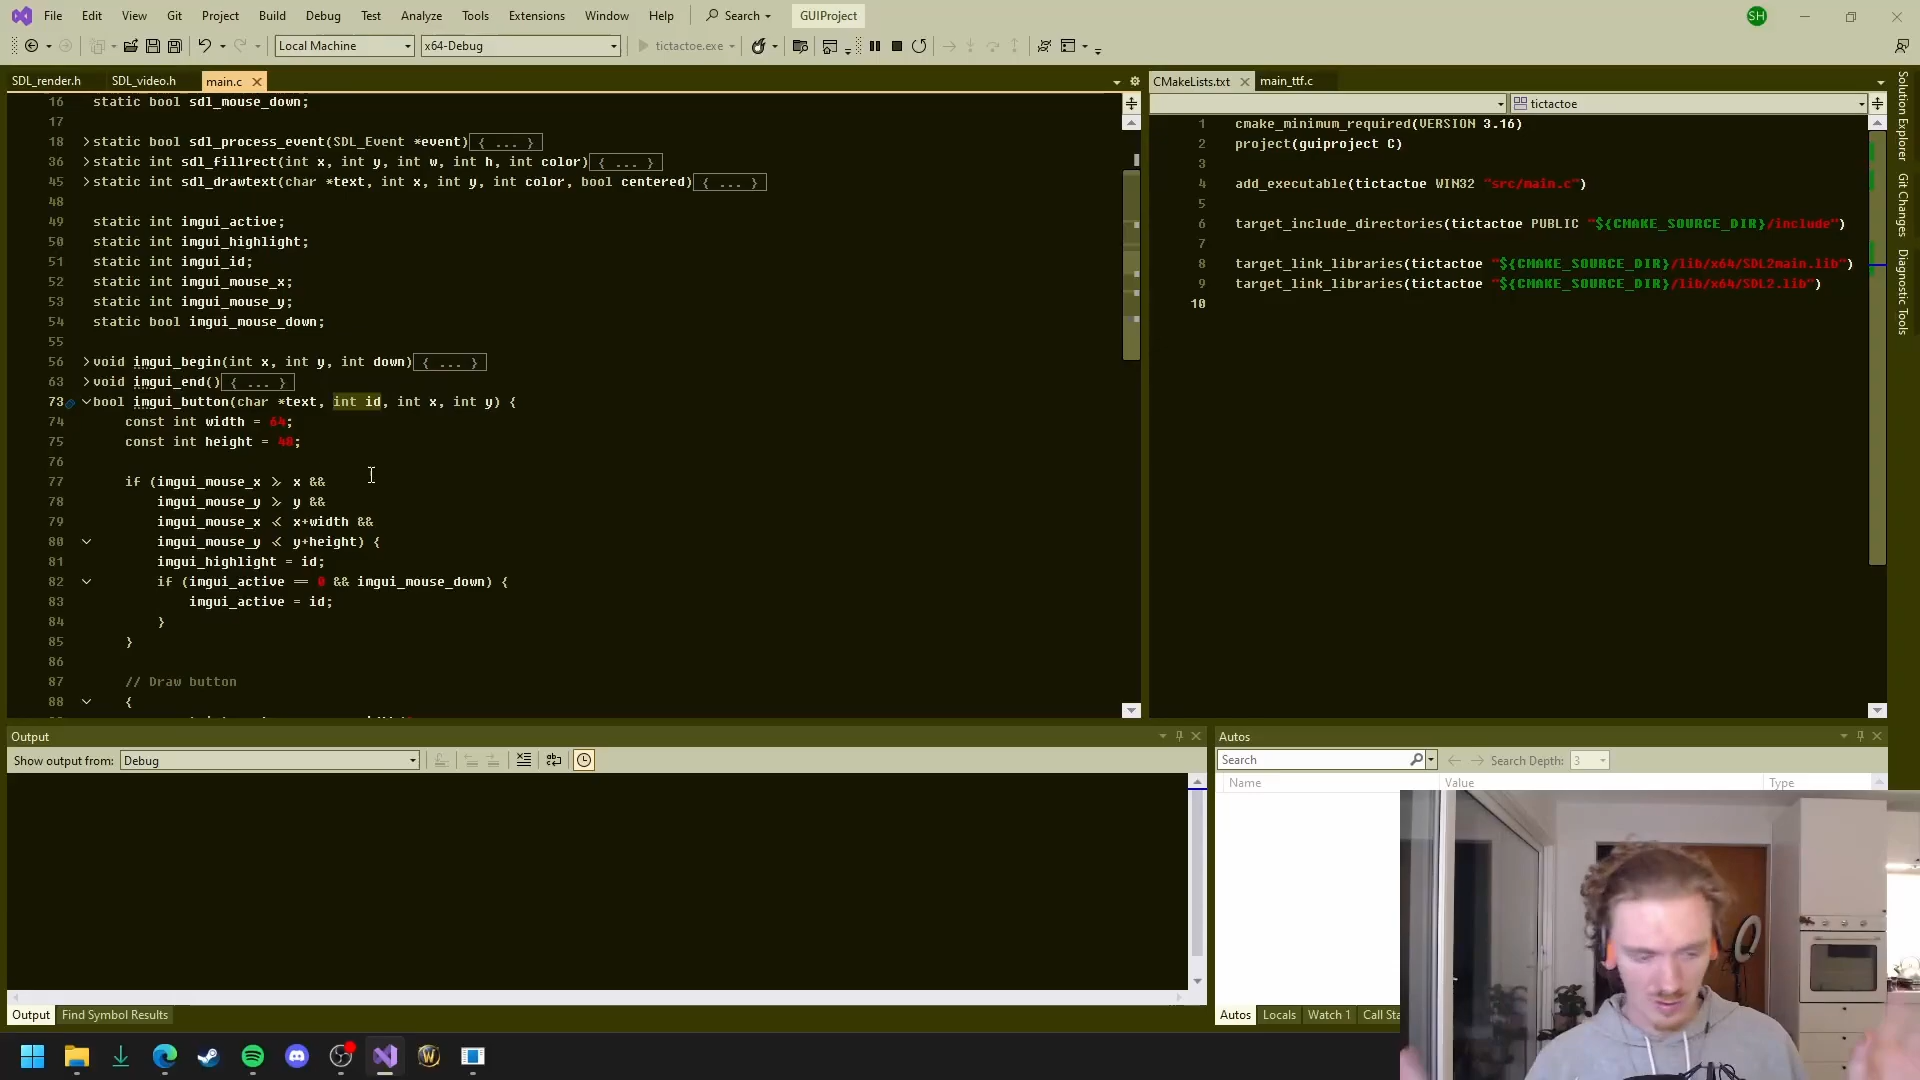 File Edit View Git Project Build Debug Test Analyze Tools Extensions Window Help Search GUIProject SH
Local Machine x64-Debug tictactoe.exe
SDL_render.h SDL_video.h main.c
16 static bool sdl_mouse_down;
17
18 static bool sdl_process_event(SDL_Event *event) { ... }
36 static int sdl_fillrect(int x, int y, int w, int h, int color) { ... }
45 static int sdl_drawtext(char *text, int x, int y, int color, bool centered) { ... }
48
49 static int imgui_active;
50 static int imgui_highlight;
51 static int imgui_id;
52 static int imgui_mouse_x;
53 static int imgui_mouse_y;
54 static bool imgui_mouse_down;
55
56 void imgui_begin(int x, int y, int down) { ... }
63 void imgui_end() { ... }
73 bool imgui_button(char *text, int id, int x, int y) {
74 const int width = 64;
75 const int height = 48;
76
77 if (imgui_mouse_x >= x &&
78 imgui_mouse_y >= y &&
79 imgui_mouse_x <= x+width &&
80 imgui_mouse_y <= y+height) {
81 imgui_highlight = id;
82 if (imgui_active == 0 && imgui_mouse_down) {
83 imgui_active = id;
84 }
85 }
86
87 // Draw button
88 {
CMakeLists.txt main_ttf.c
tictactoe
1 cmake_minimum_required(VERSION 3.16)
2 project(guiproject C)
3
4 add_executable(tictactoe WIN32 "src/main.c")
5
6 target_include_directories(tictactoe PUBLIC "${CMAKE_SOURCE_DIR}/include")
7
8 target_link_libraries(tictactoe "${CMAKE_SOURCE_DIR}/lib/x64/SDL2main.lib")
9 target_link_libraries(tictactoe "${CMAKE_SOURCE_DIR}/lib/x64/SDL2.lib")
10
Solution Explorer
Git Changes
Diagnostic Tools
Output
Show output from: Debug
Output Find Symbol Results
Autos
Search Search Depth: 3
Name Value Type
Autos Locals Watch 1 Call Sta